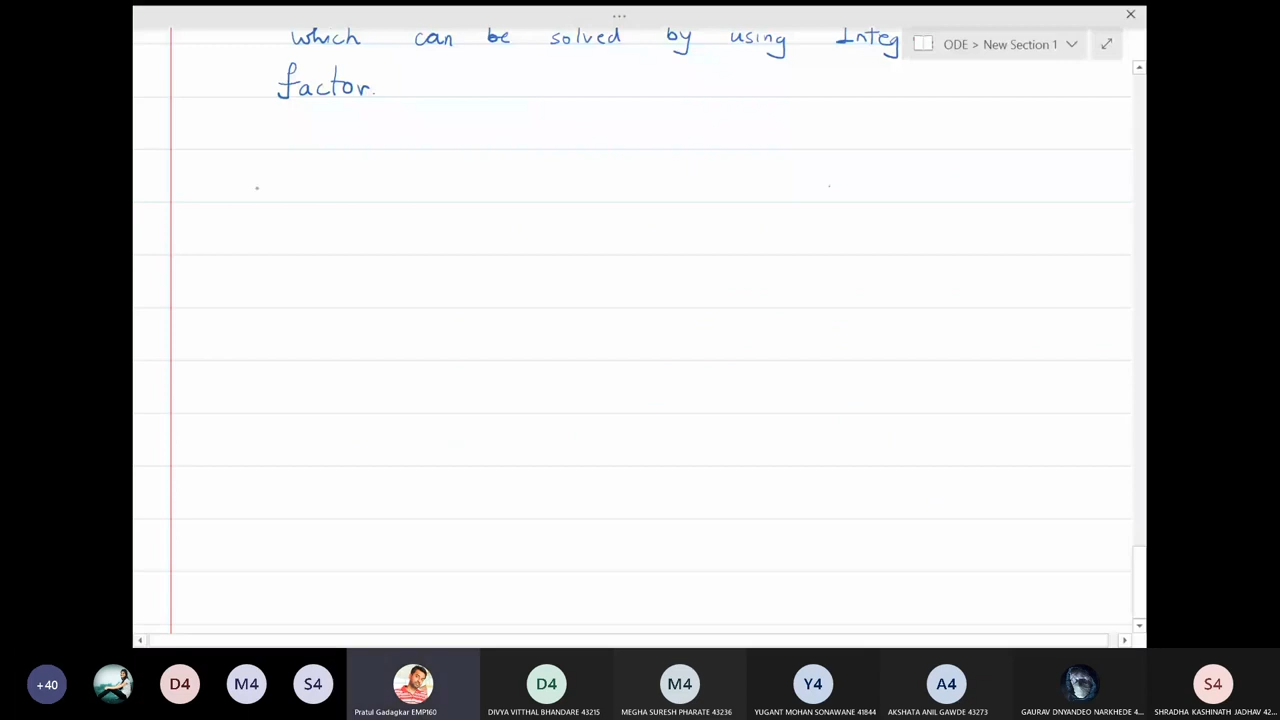 which can be solved by using Integ
ODE > New Section 1
factor.
+40
D4
M4
S4
Pratul Gadagkar EMP160
D4
DIVYA VITTHAL BHANDARE 43215
M4
MEGHA SURESH PHARATE 43236
Y4
YUGANT MOHAN SONAWANE 41844
A4
AKSHATA ANIL GAWDE 43273
GAURAV DNYANDEO NARKHEDE 4...
S4
SHRADHA KASHINATH JADHAV 42...